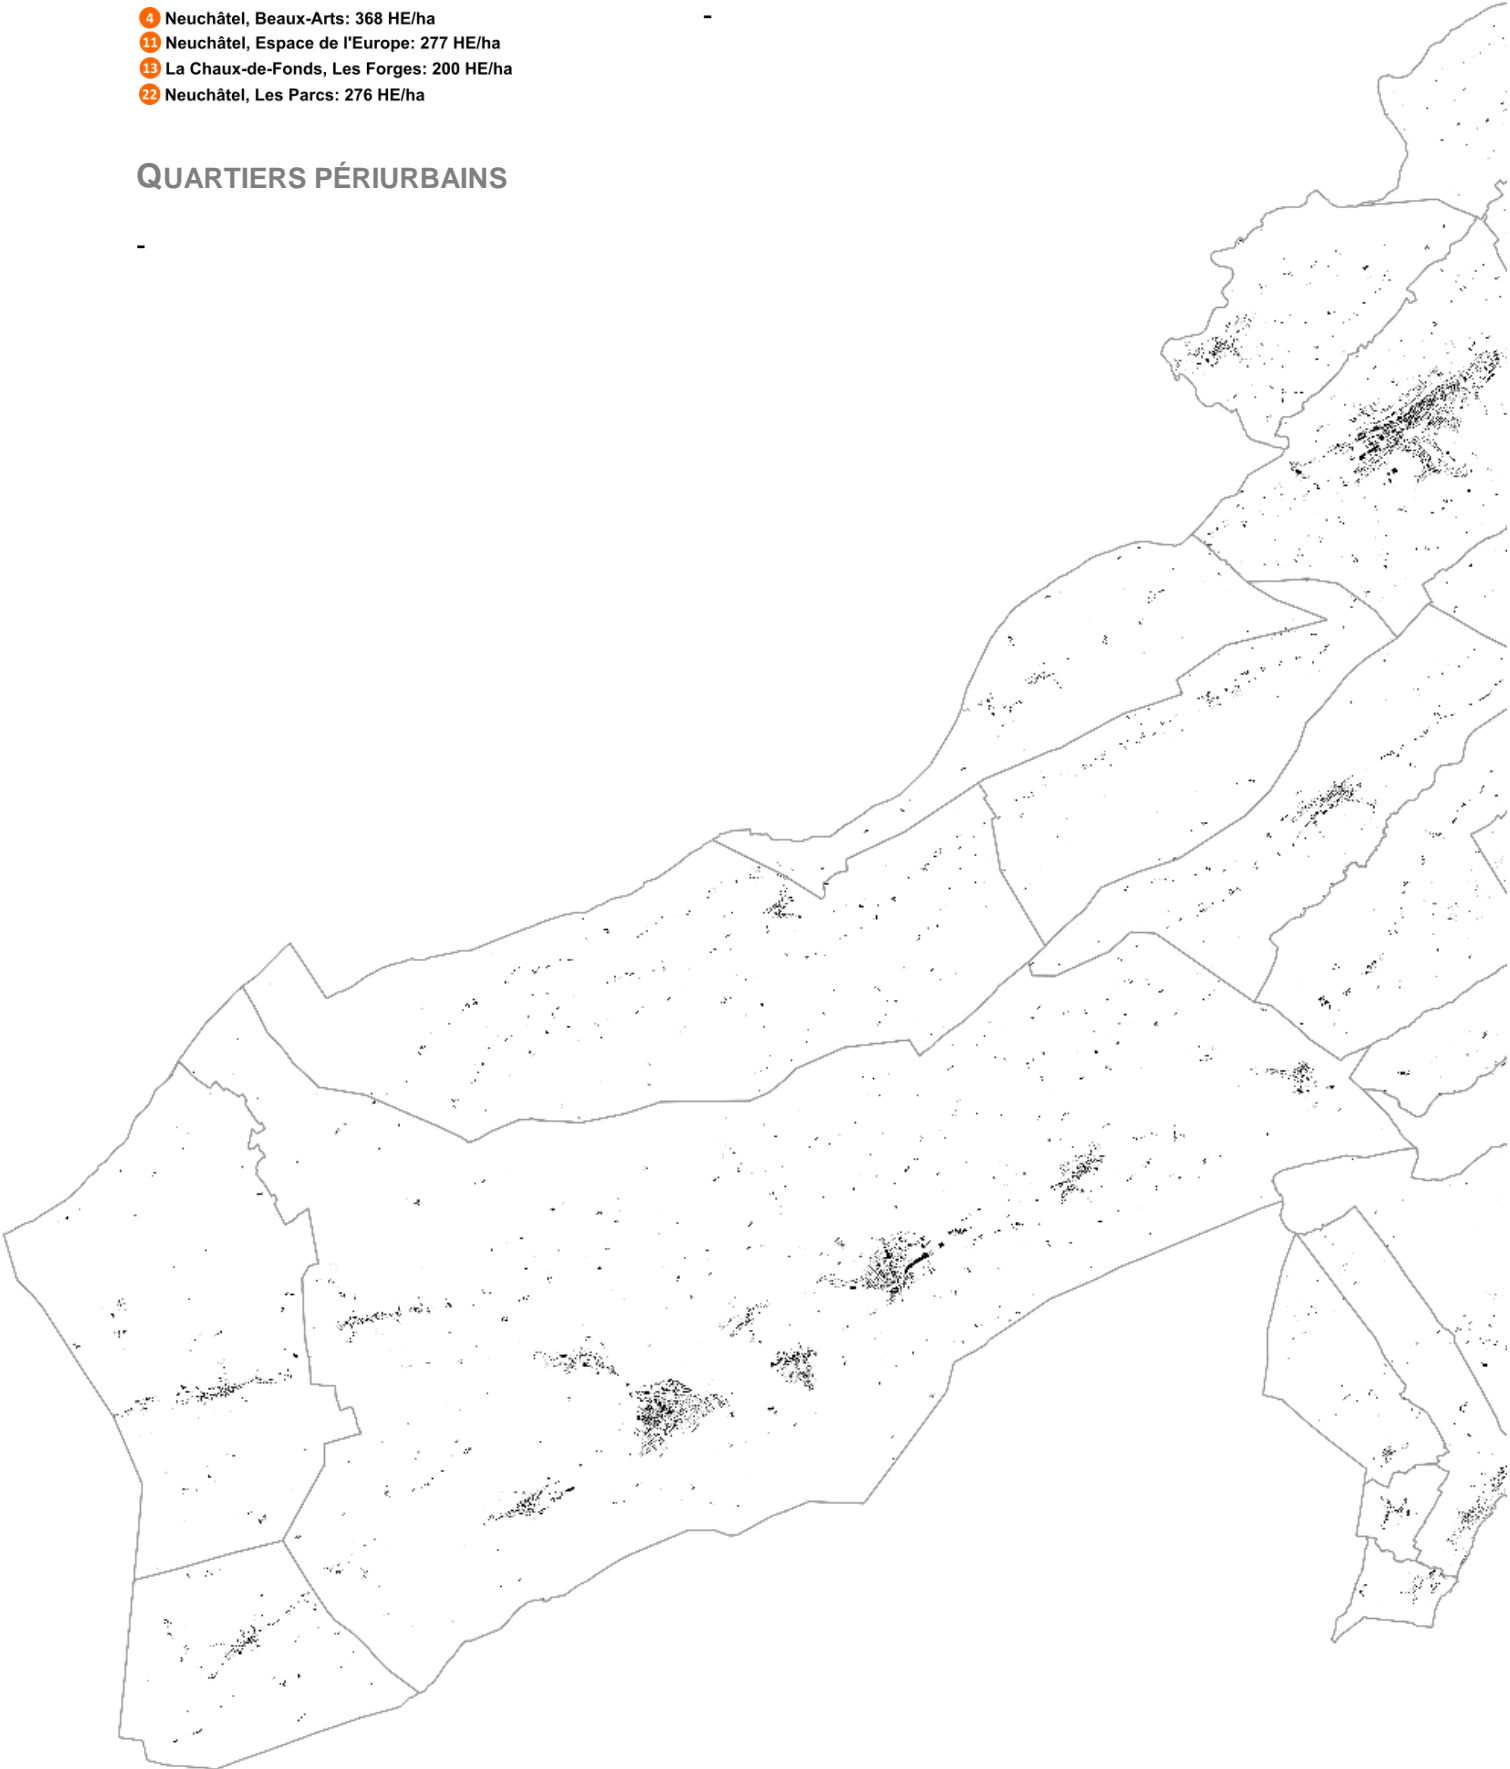 4 Neuchâtel, Beaux-Arts: 368 HE/ha
-
11 Neuchâtel, Espace de l'Europe: 277 HE/ha
13 La Chaux-de-Fonds, Les Forges: 200 HE/ha
22 Neuchâtel, Les Parcs: 276 HE/ha
QUARTIERS PÉRIURBAINS
-